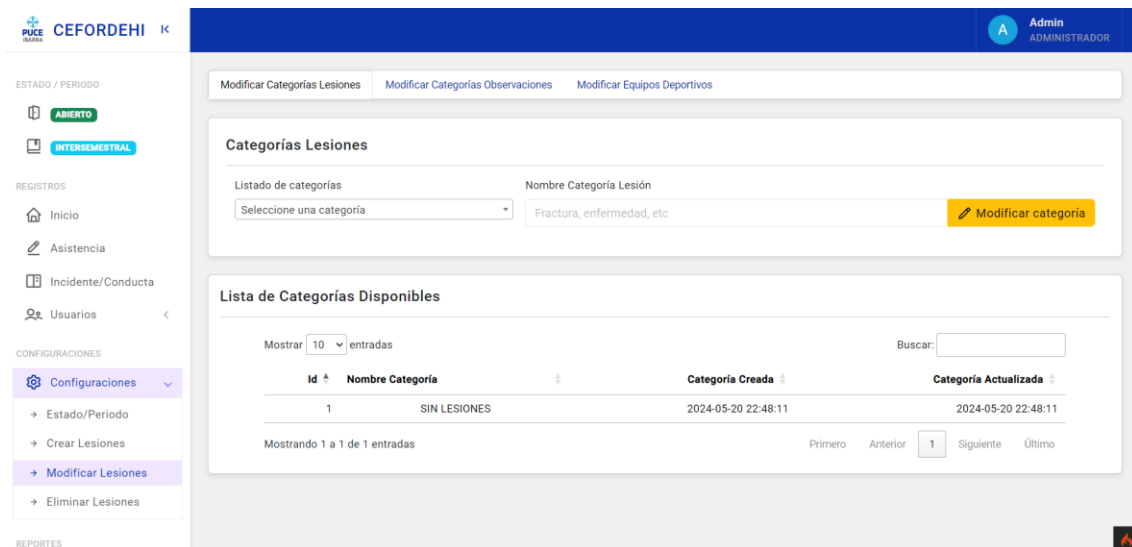 PUCE
IBARRA
CEFORDEHI
A
Admin
ADMINISTRADOR
ESTADO / PERIODO
ABIERTO
INTERSEMESTRAL
REGISTROS
Inicio
Asistencia
Incidente/Conducta
Usuarios
CONFIGURACIONES
Configuraciones
Estado/Periodo
Crear Lesiones
Modificar Lesiones
Eliminar Lesiones
REPORTES
Modificar Categorías Lesiones Modificar Categorías Observaciones Modificar Equipos Deportivos
Categorías Lesiones
Listado de categorías Nombre Categoría Lesión
Seleccione una categoría Fractura, enfermedad, etc Modificar categoría
Lista de Categorías Disponibles
Mostrar 10 entradas Buscar:
Id Nombre Categoría Categoría Creada Categoría Actualizada
1 SIN LESIONES 2024-05-20 22:48:11 2024-05-20 22:48:11
Mostrando 1 a 1 de 1 entradas Primero Anterior 1 Siguiente Último